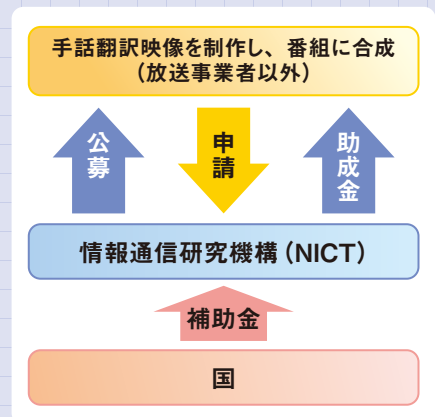 手話翻訳映像を制作し、番組に合成
（放送事業者以外）
公募
申請
助成金
情報通信研究機構（NICT）
補助金
国